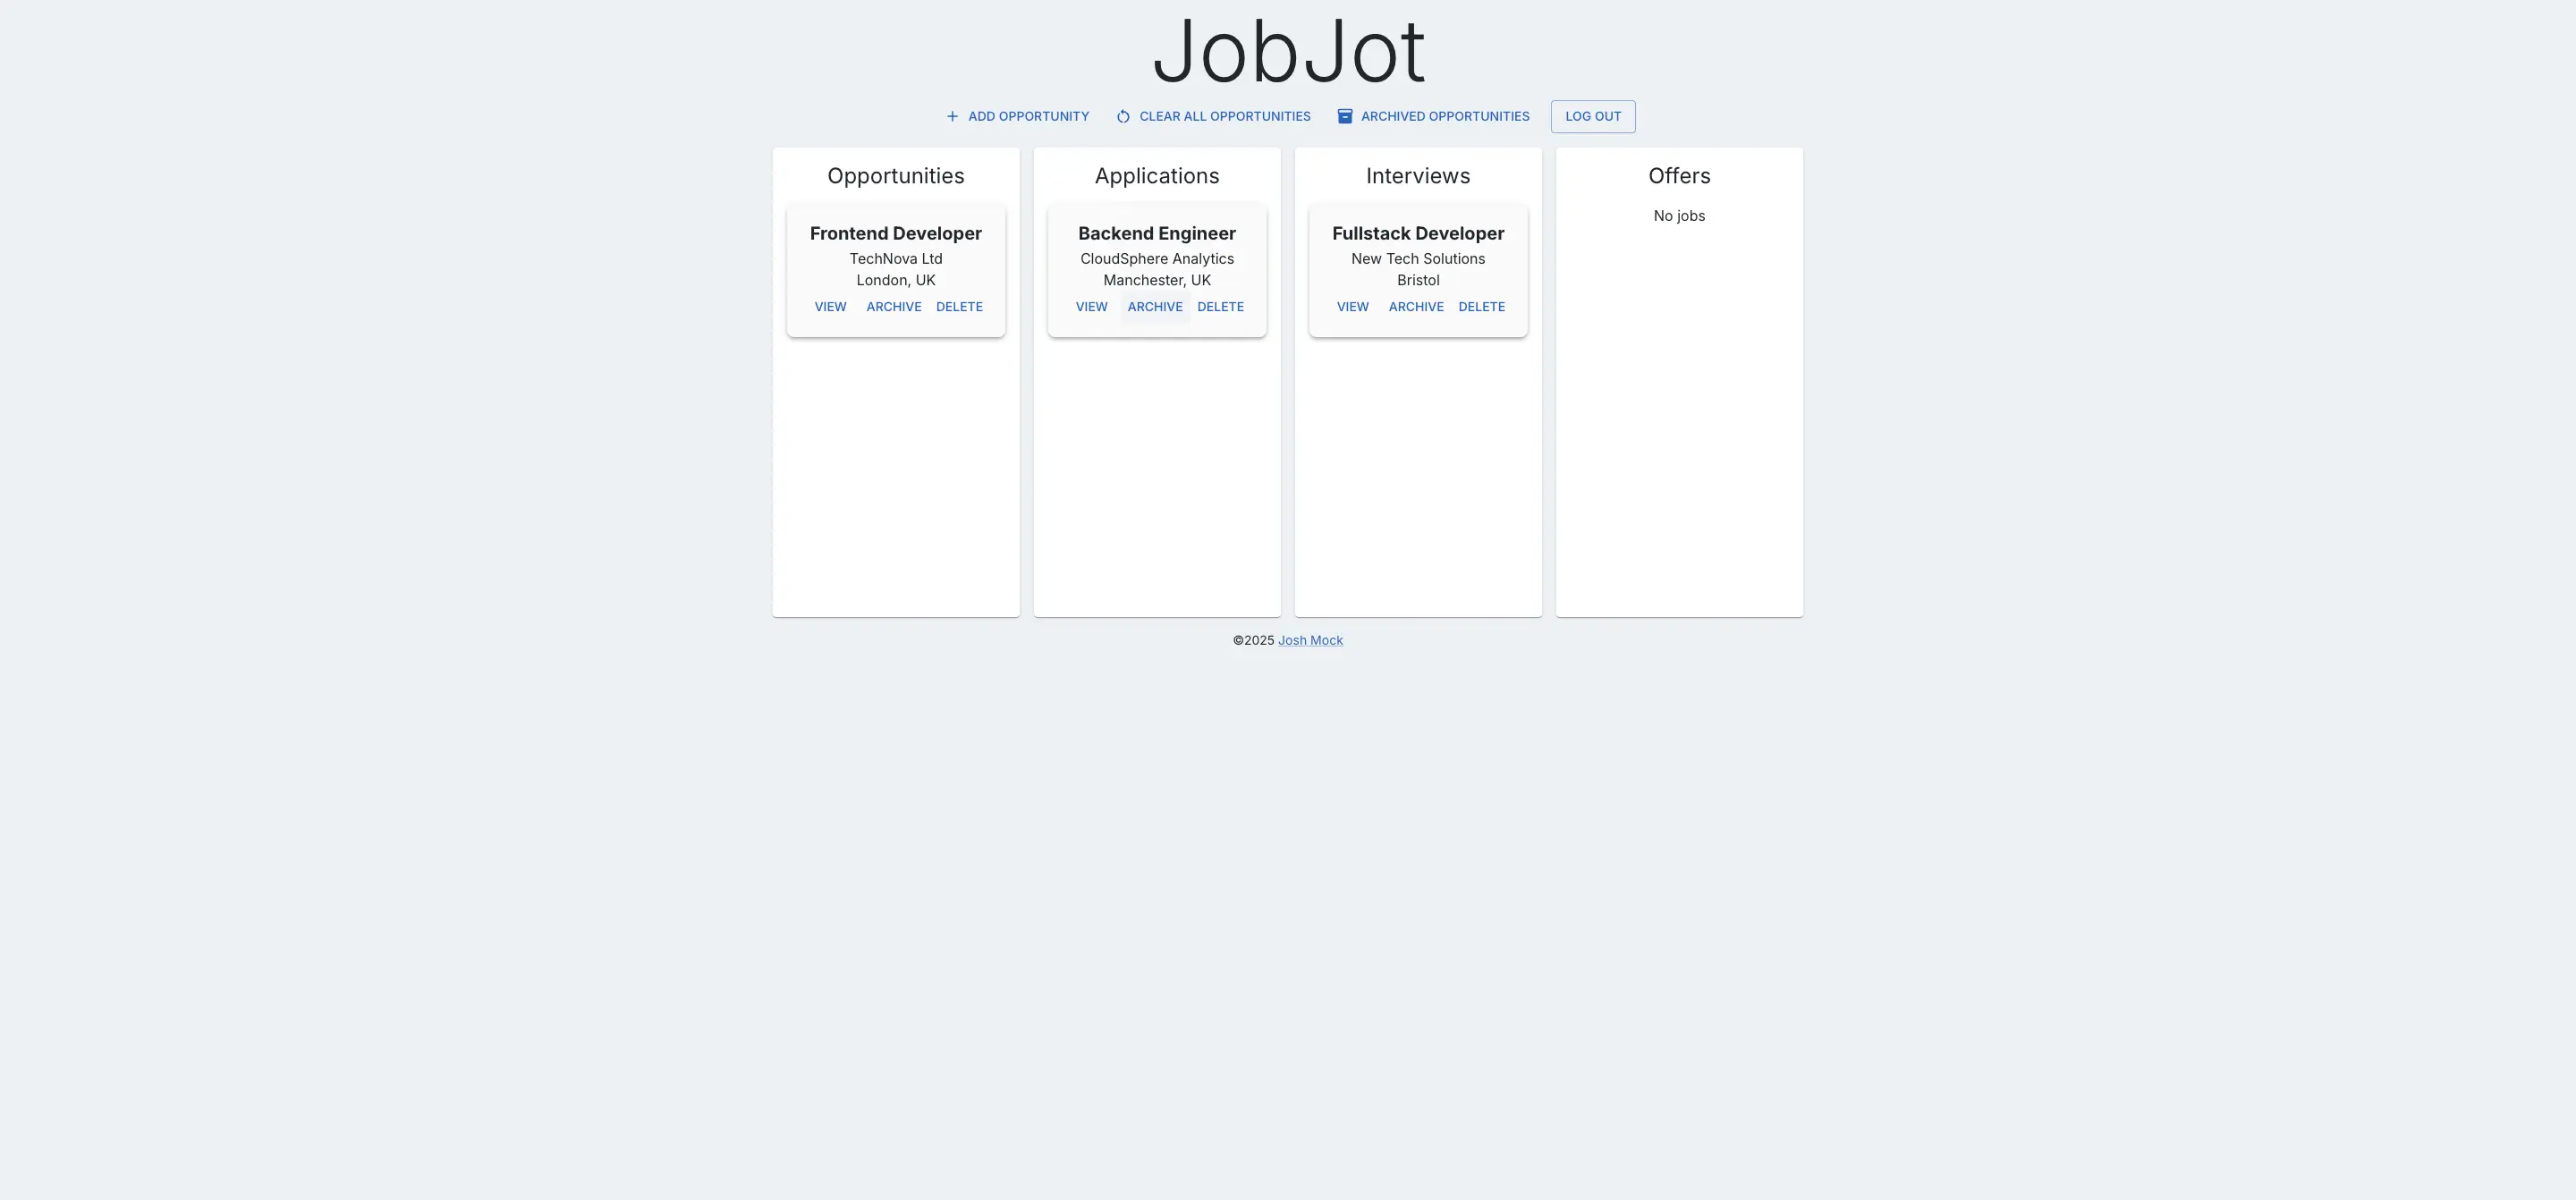 JobJot
ADD OPPORTUNITY CLEAR ALL OPPORTUNITIES ARCHIVED OPPORTUNITIES LOG OUT
Opportunities
Frontend Developer
TechNova Ltd
London, UK
VIEW ARCHIVE DELETE
Applications
Backend Engineer
CloudSphere Analytics
Manchester, UK
VIEW ARCHIVE DELETE
Interviews
Fullstack Developer
New Tech Solutions
Bristol
VIEW ARCHIVE DELETE
Offers
No jobs
©2025 Josh Mock